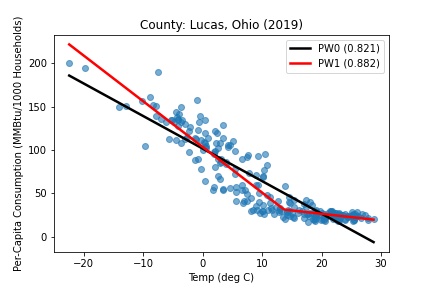 County: Lucas, Ohio (2019)
PW0 (0.821)
PW1 (0.882)
Per-Capita Consumption (MMBtu/1000 Households)
200
150
100
50
0
−20 −10 0 10 20 30
Temp (deg C)